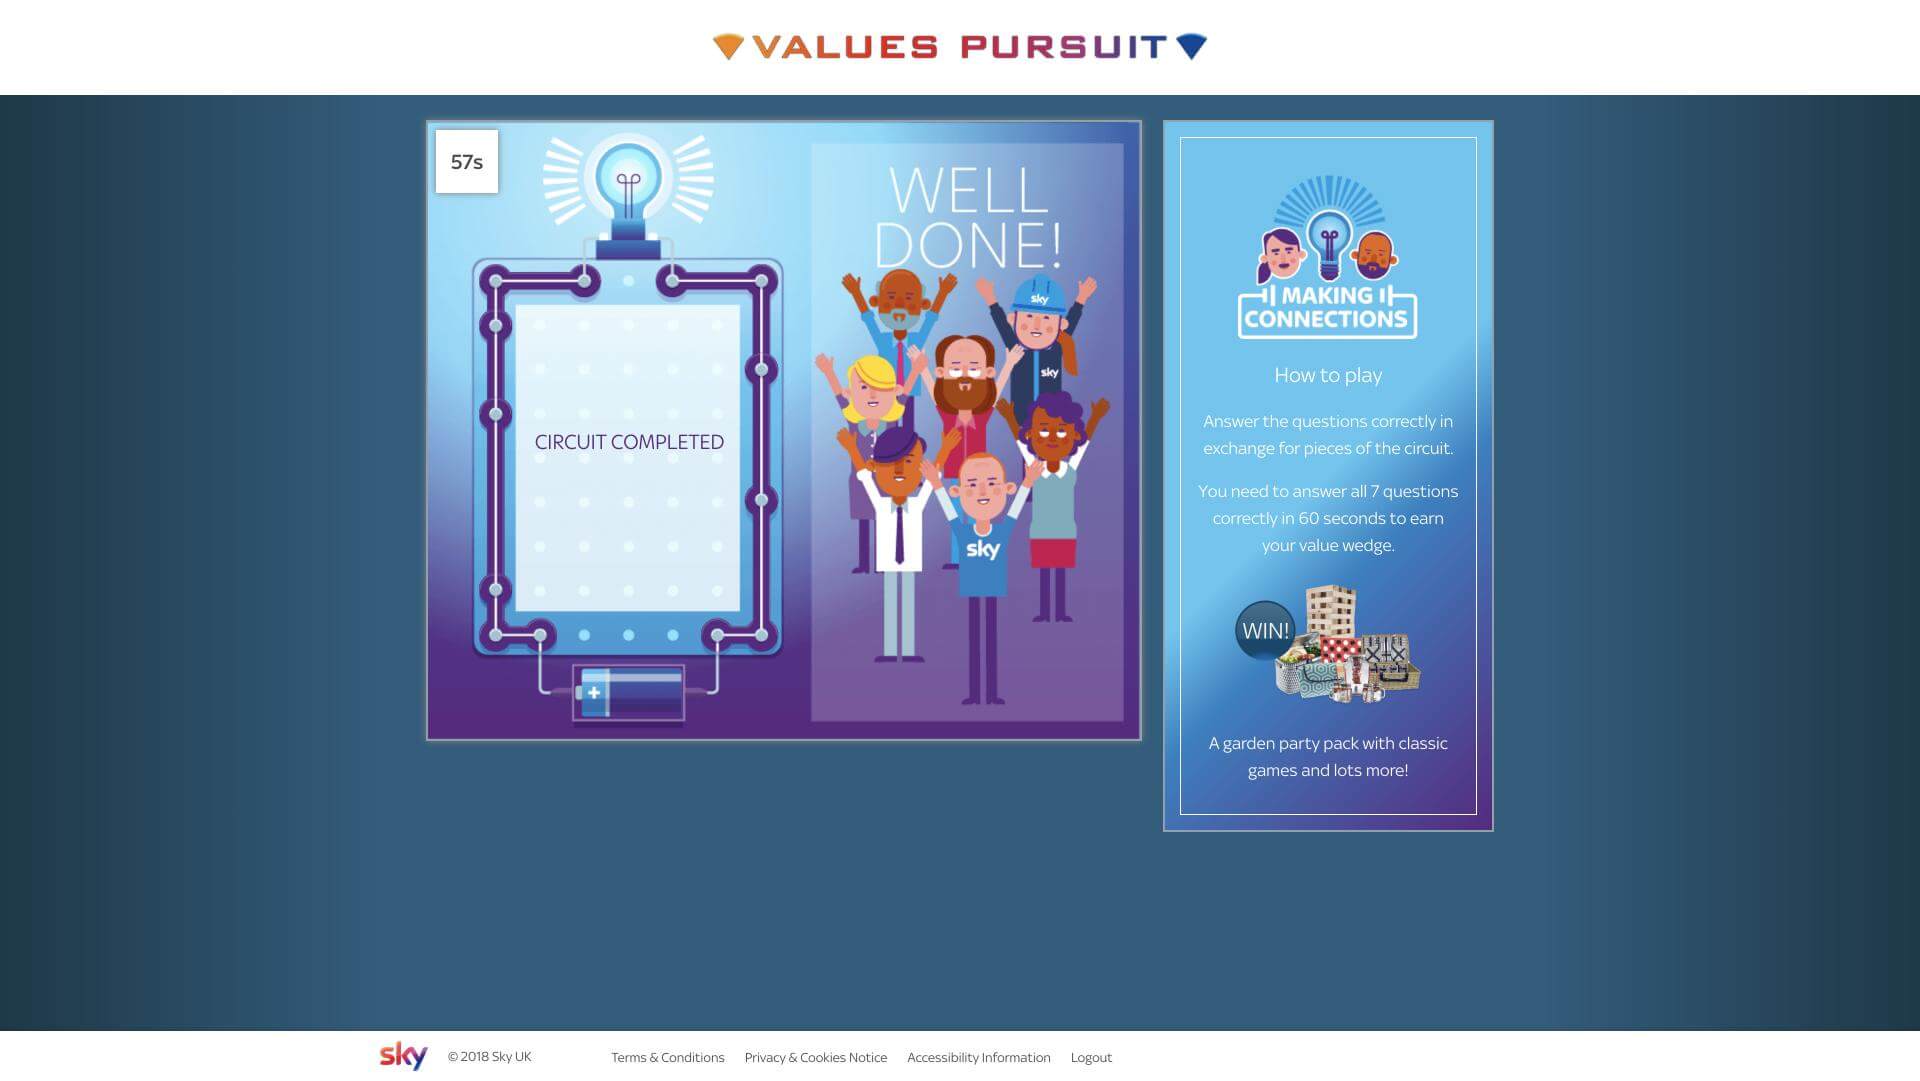 VALUES PURSUIT
57s
WELL
DONE!
sky
sky
CIRCUIT COMPLETED
sky
+
MAKING
CONNECTIONS
How to play
Answer the questions correctly in
exchange for pieces of the circuit.
You need to answer all 7 questions
correctly in 60 seconds to earn
your value wedge.
WIN!
A garden party pack with classic
games and lots more!
sky
© 2018 Sky UK
Terms & Conditions
Privacy & Cookies Notice
Accessibility Information
Logout